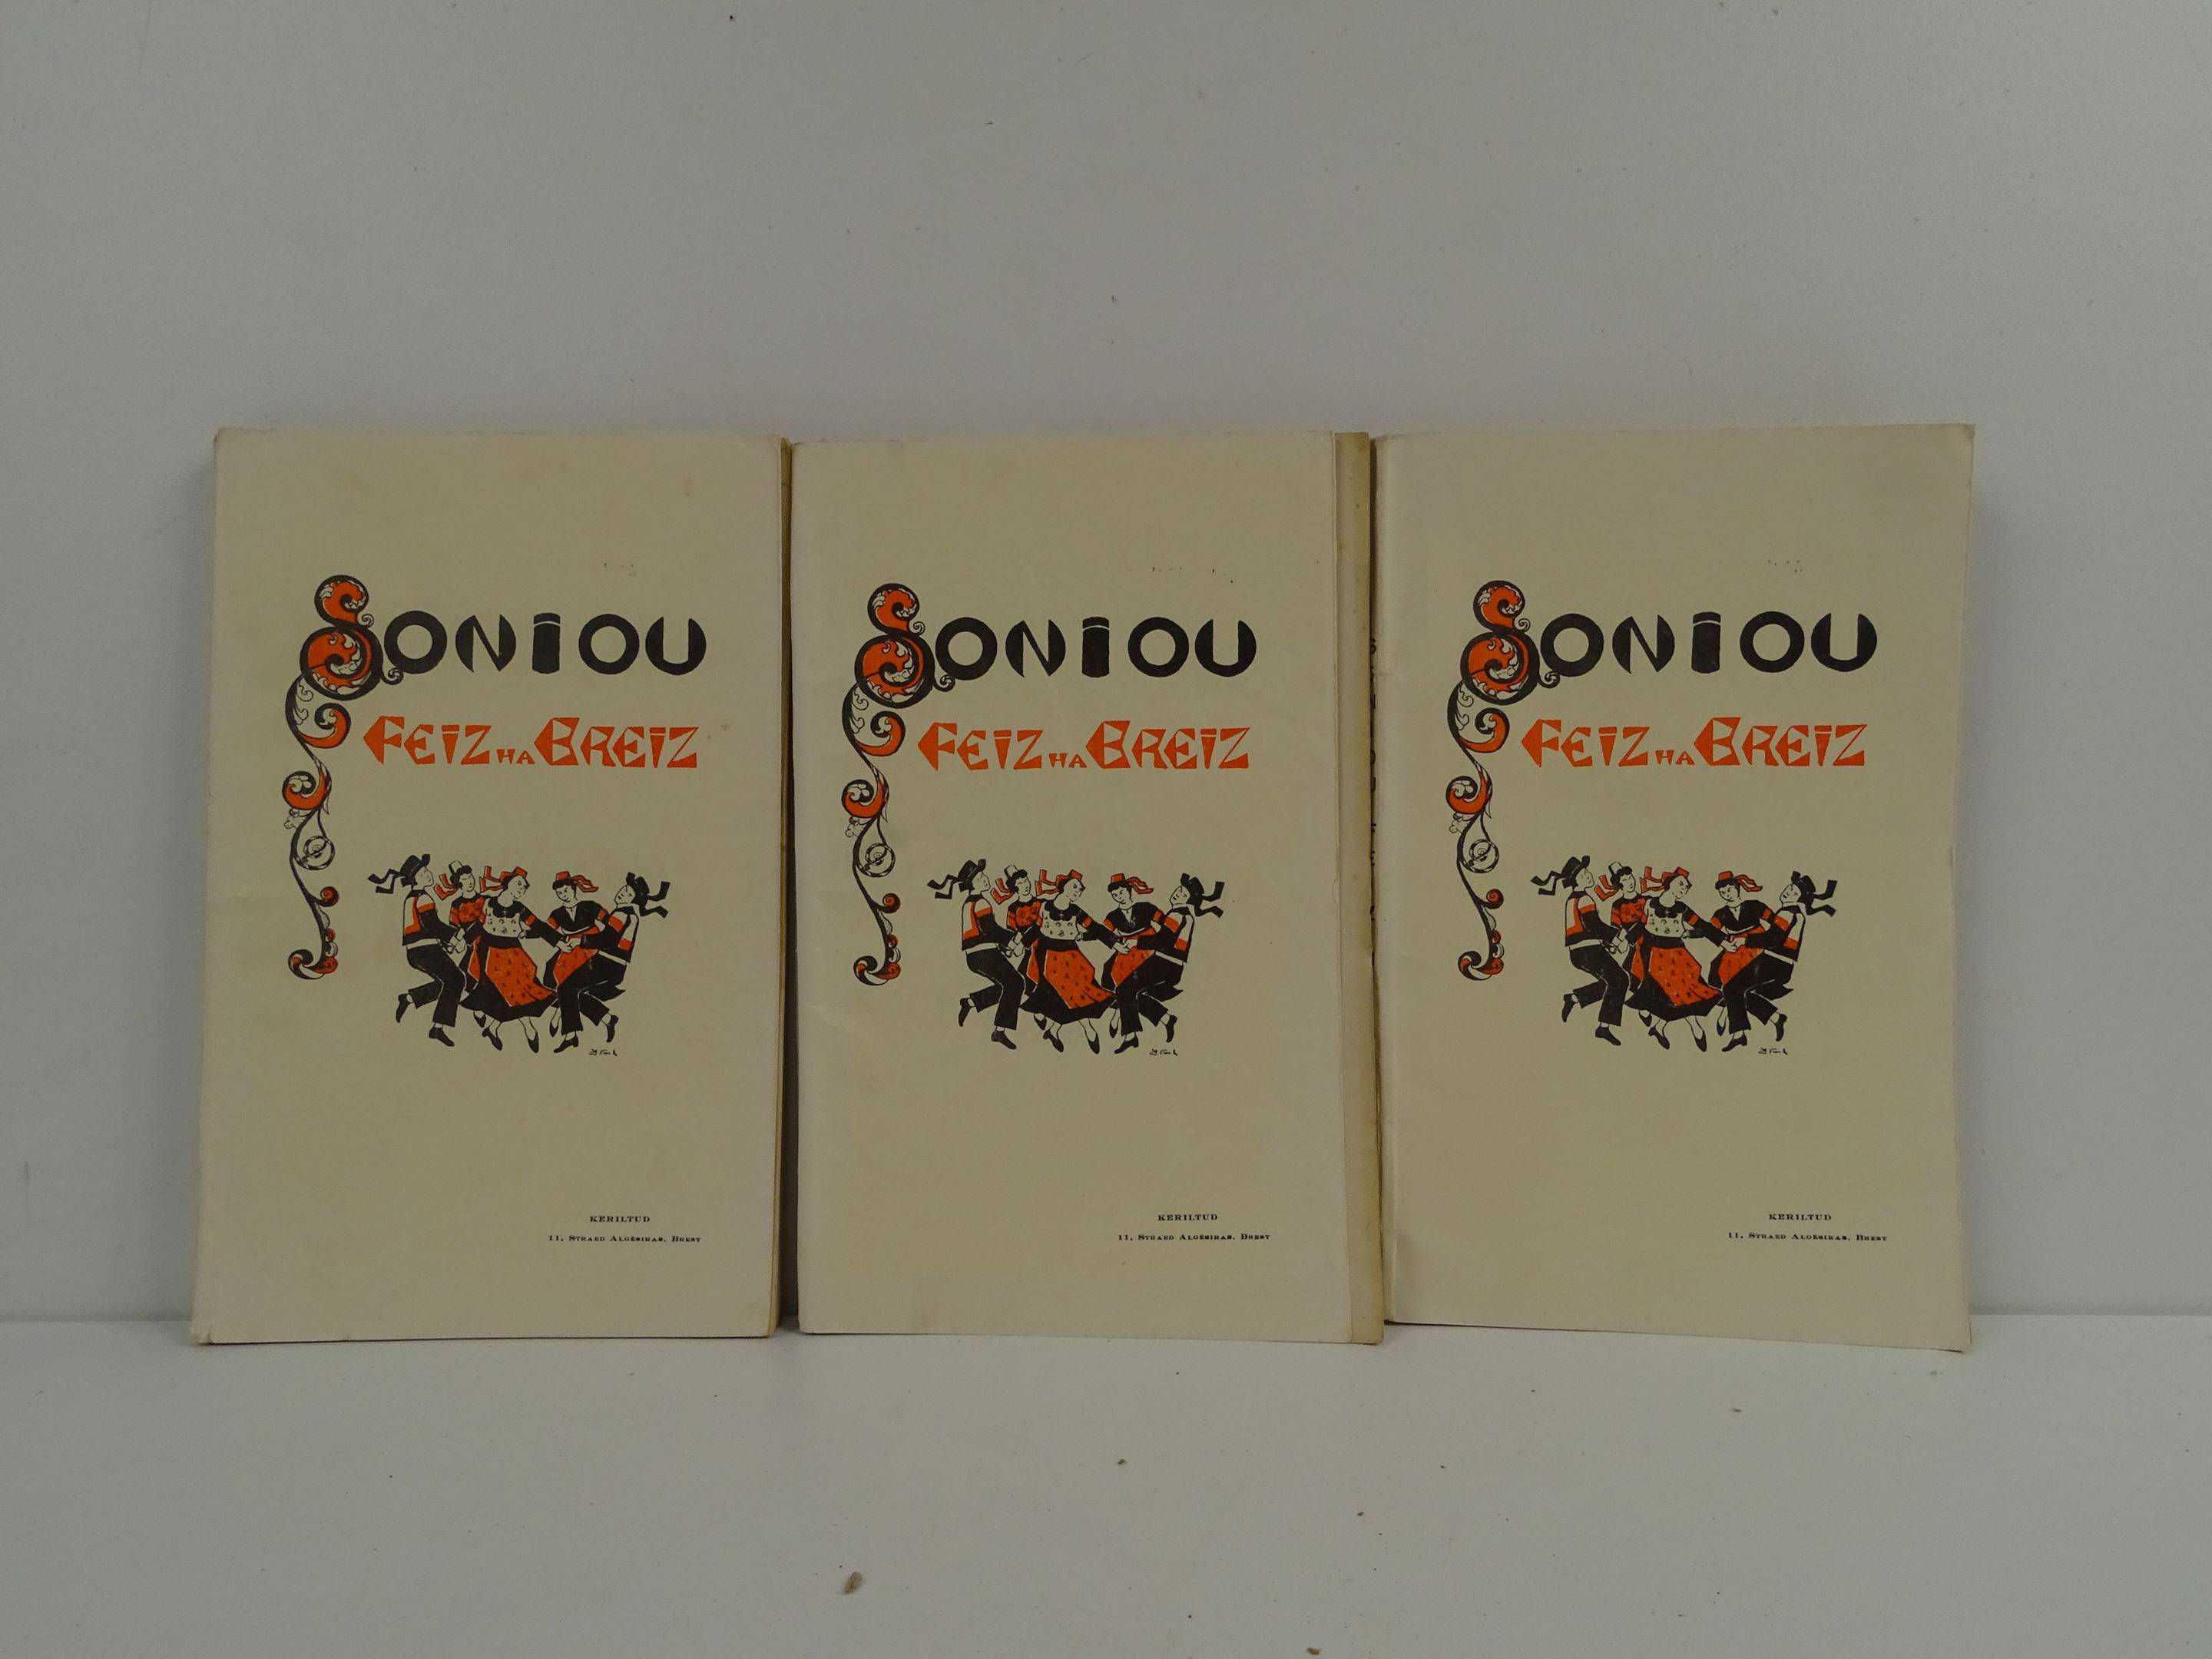 SONIOU
FEIZ HA BREIZ
KERILTUD
11, STRAED ALGÉSIRAS, BREST
SONIOU
FEIZ HA BREIZ
KERILTUD
11, STRAED ALGÉSIRAS, BREST
SONIOU
FEIZ HA BREIZ
KERILTUD
11, STRAED ALGÉSIRAS, BREST